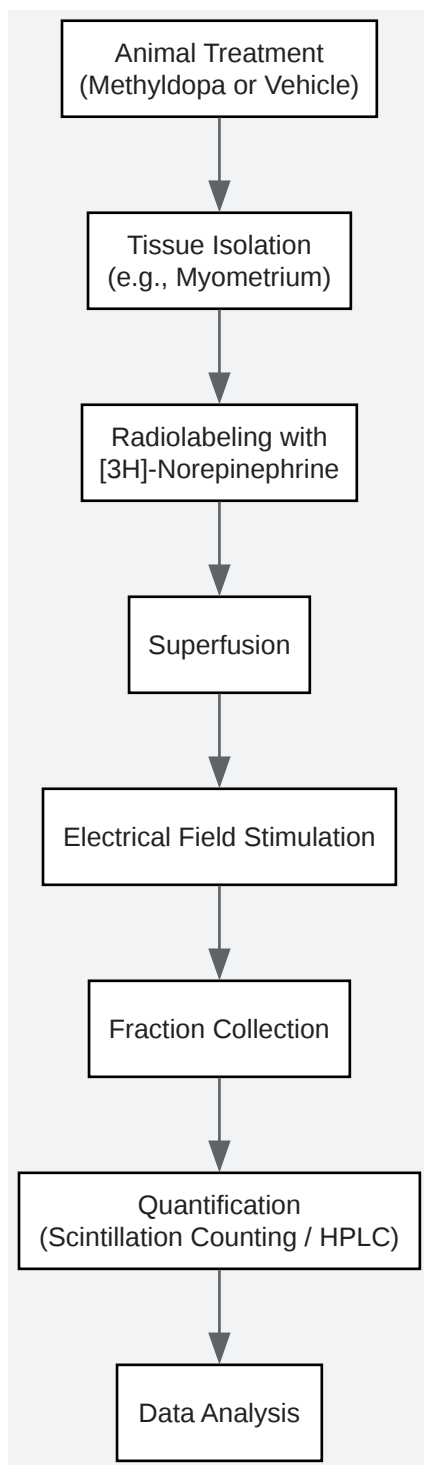 Animal Treatment
(Methyldopa or Vehicle)
Tissue Isolation
(e.g., Myometrium)
Radiolabeling with
[3H]-Norepinephrine
Superfusion
Electrical Field Stimulation
Fraction Collection
Quantification
(Scintillation Counting / HPLC)
Data Analysis